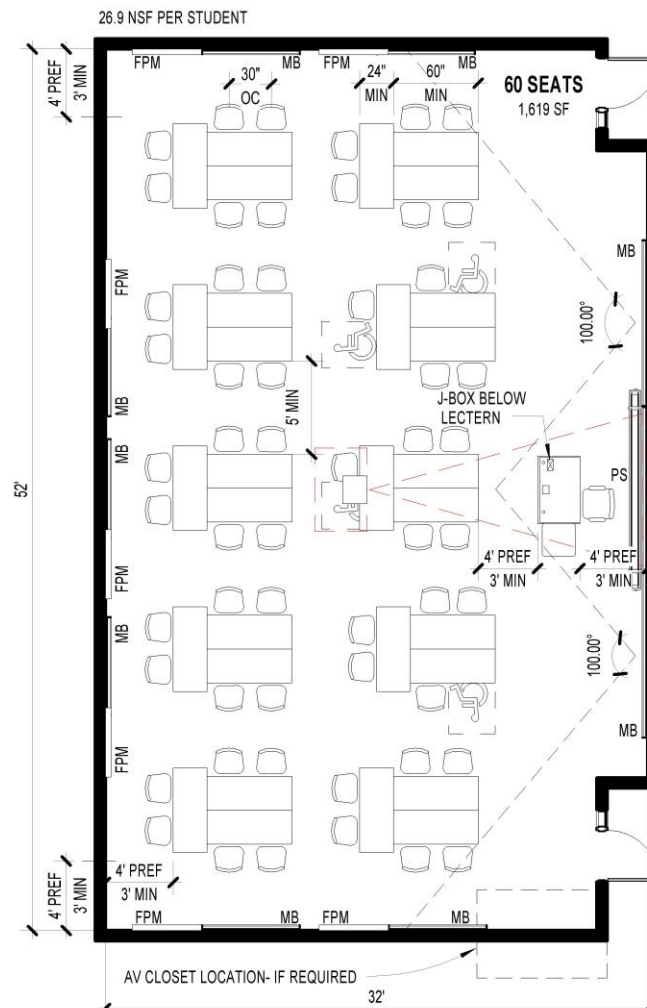 26.9 NSF PER STUDENT
FPM
MB
FPM
MB
4' PREF
3' MIN
30"
OC
24"
MIN
60"
MIN
60 SEATS
1,619 SF
MB
FPM
100.00°
J-BOX BELOW
LECTERN
5' MIN
MB
MB
PS
52'
4' PREF
3' MIN
4' PREF
3' MIN
FPM
MB
100.00°
FPM
MB
4' PREF
3' MIN
4' PREF
3' MIN
FPM
MB
FPM
MB
AV CLOSET LOCATION- IF REQUIRED
32'